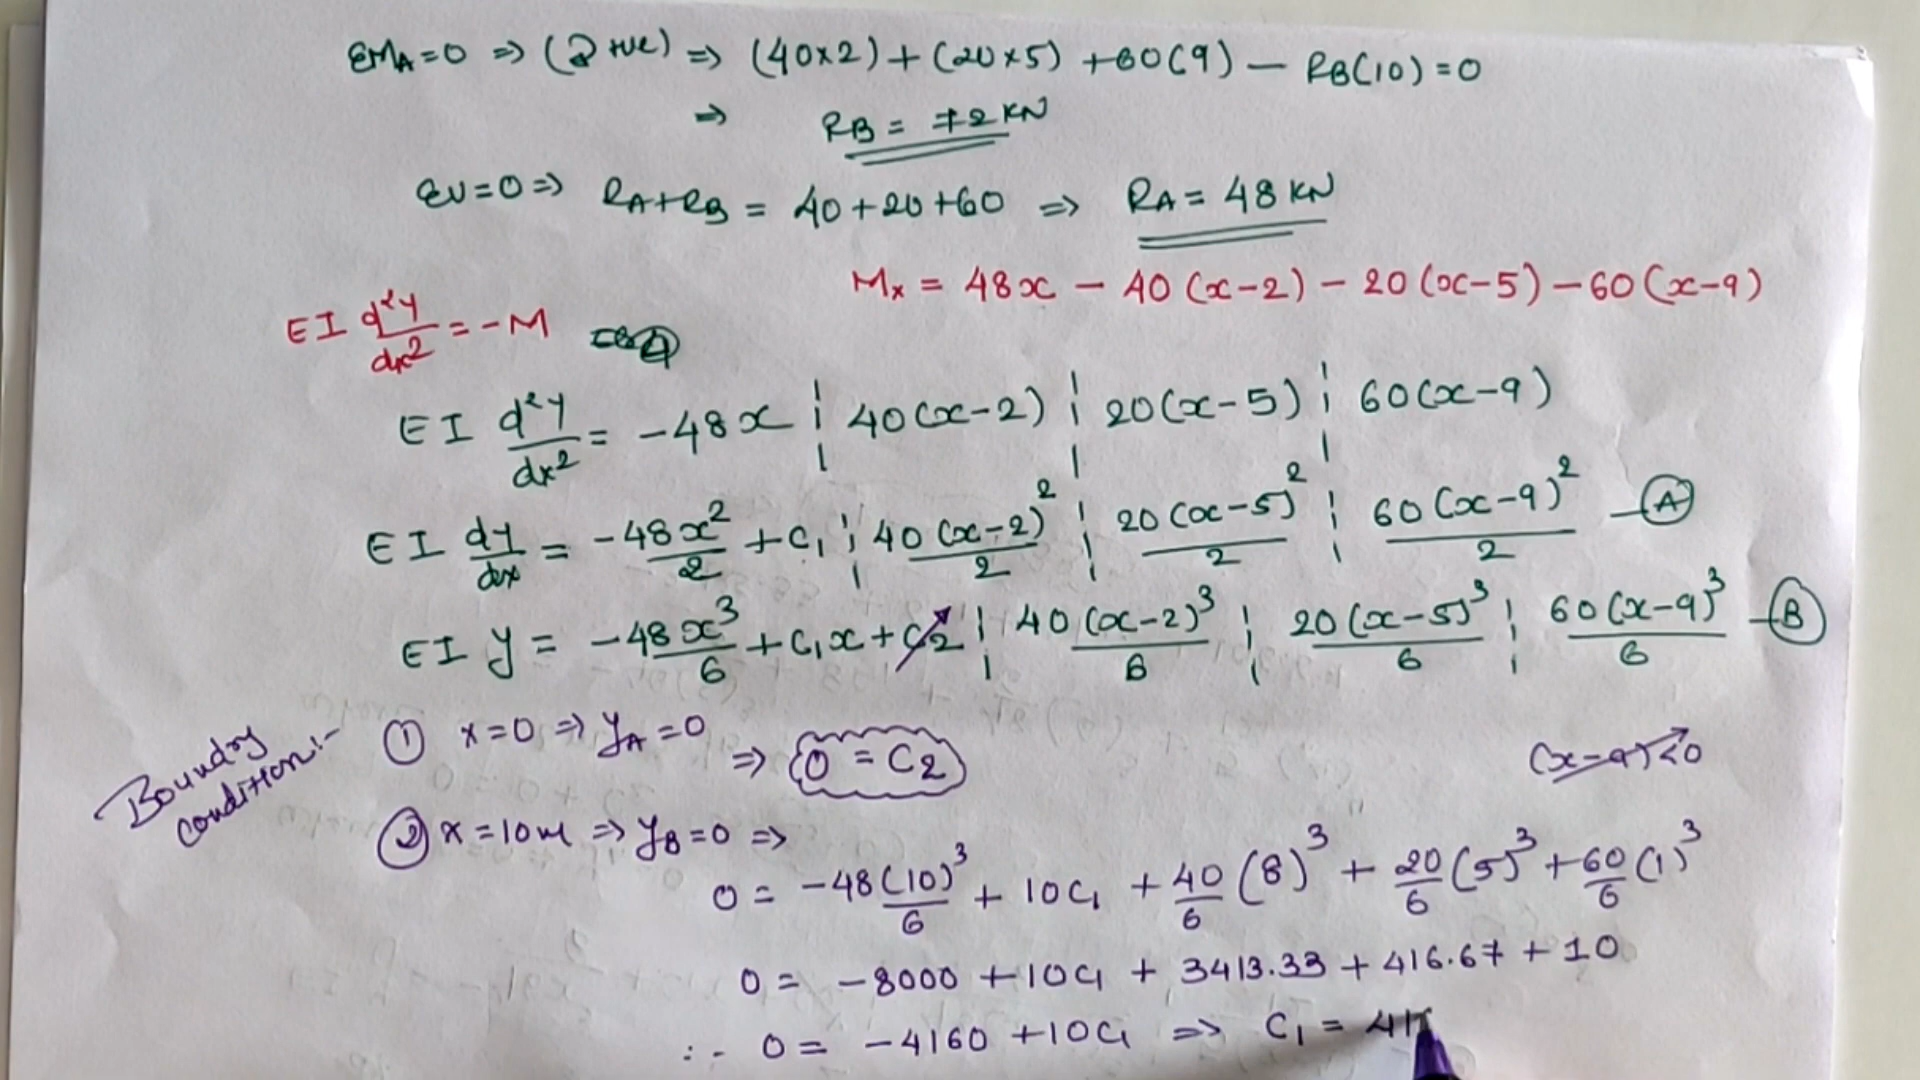 ΣMA=0 ⇒ (↻ +ve) ⇒ (40×2)+(20×5)+60(9) − RB(10)=0
⇒ RB = 72 KN
ΣV=0 ⇒ RA+RB = 40+20+60 ⇒ RA = 48 KN
Mx = 48x − 40(x−2) − 20(x−5) − 60(x−9)
EI d²y/dx² = −M
EI d²y/dx² = −48x ¦ 40(x−2) ¦ 20(x−5) ¦ 60(x−9)
EI dy/dx = −48x²/2 + C₁ ¦ 40(x−2)²/2 ¦ 20(x−5)²/2 ¦ 60(x−9)²/2 — Ⓐ
EI y = −48x³/6 + C₁x + C₂ ¦ 40(x−2)³/6 ¦ 20(x−5)³/6 ¦ 60(x−9)³/6 — Ⓑ
Boundry condition:-
① x=0 ⇒ yA=0 ⇒ 0 = C₂
(x−9)<0
② x=10m ⇒ yB=0 ⇒
0 = −48(10)³/6 + 10C₁ + 40/6 (8)³ + 20/6 (5)³ + 60/6 (1)³
0 = −8000 + 10C₁ + 3413.33 + 416.67 + 10
∴ 0 = −4160 + 10C₁ ⇒ C₁ = 41